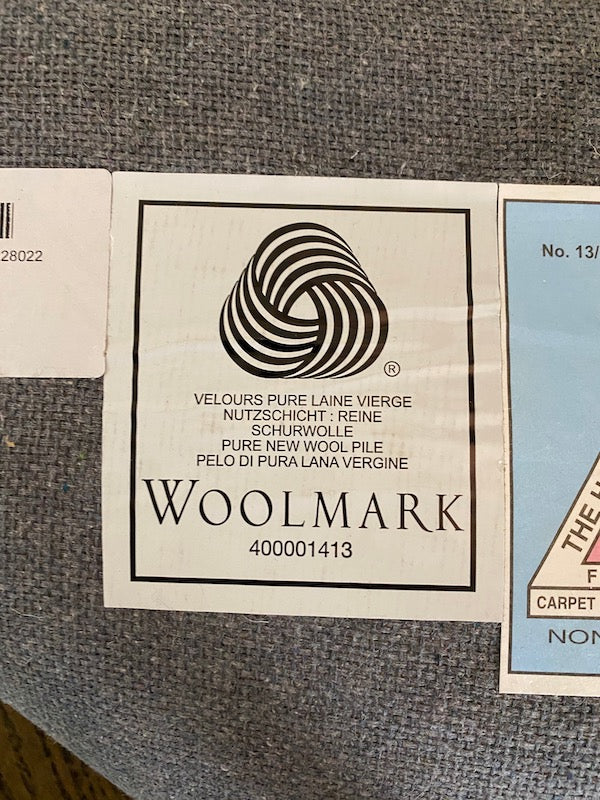 28022
®
VELOURS PURE LAINE VIERGE
NUTZSCHICHT : REINE
SCHURWOLLE
PURE NEW WOOL PILE
PELO DI PURA LANA VERGINE
WOOLMARK
400001413
No. 13/
THE
CARPET